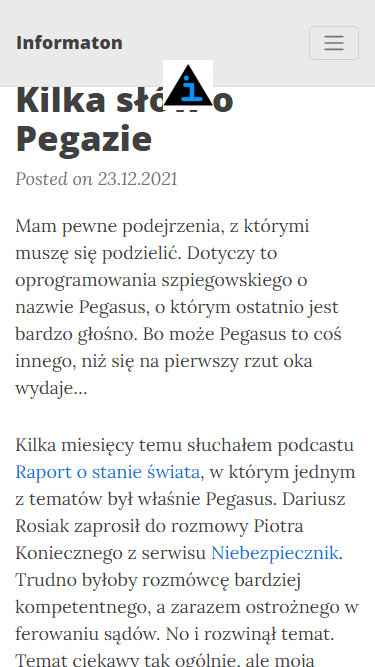 Informaton
i
Kilka słów o
Pegazie
Posted on 23.12.2021
Mam pewne podejrzenia, z którymi
muszę się podzielić. Dotyczy to
oprogramowania szpiegowskiego o
nazwie Pegasus, o którym ostatnio jest
bardzo głośno. Bo może Pegasus to coś
innego, niż się na pierwszy rzut oka
wydaje...
Kilka miesięcy temu słuchałem podcastu
Raport o stanie świata, w którym jednym
z tematów był właśnie Pegasus. Dariusz
Rosiak zaprosił do rozmowy Piotra
Koniecznego z serwisu Niebezpiecznik.
Trudno byłoby rozmówcę bardziej
kompetentnego, a zarazem ostrożnego w
ferowaniu sądów. No i rozwinął temat.
Temat ciekawy tak ogólnie, ale moja